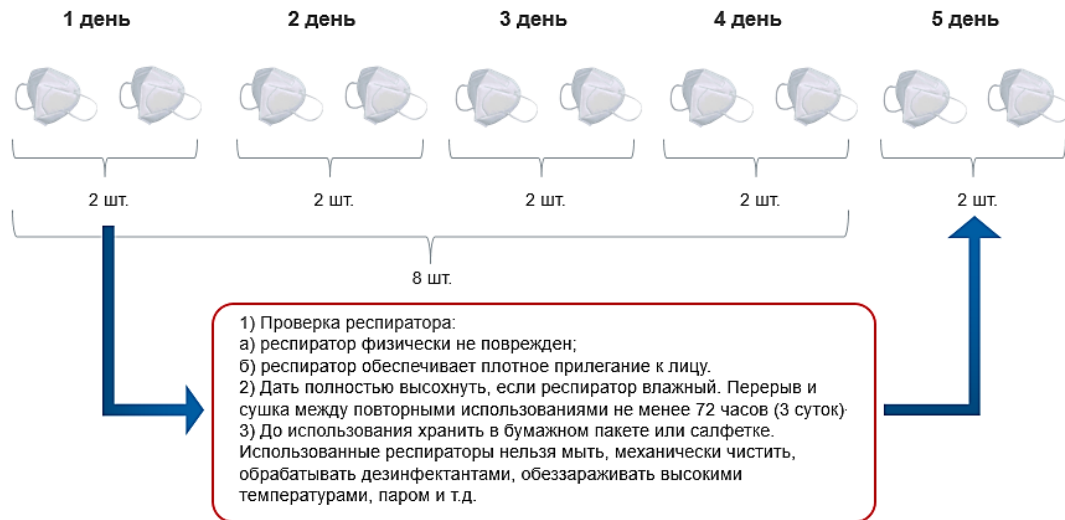 1 день 2 день 3 день 4 день 5 день
2 шт. 2 шт. 2 шт. 2 шт. 2 шт.
8 шт.
1) Проверка респиратора:
а) респиратор физически не поврежден;
б) респиратор обеспечивает плотное прилегание к лицу.
2) Дать полностью высохнуть, если респиратор влажный. Перерыв и
сушка между повторными использованиями не менее 72 часов (3 суток)
3) До использования хранить в бумажном пакете или салфетке.
Использованные респираторы нельзя мыть, механически чистить,
обрабатывать дезинфектантами, обеззараживать высокими
температурами, паром и т.д.